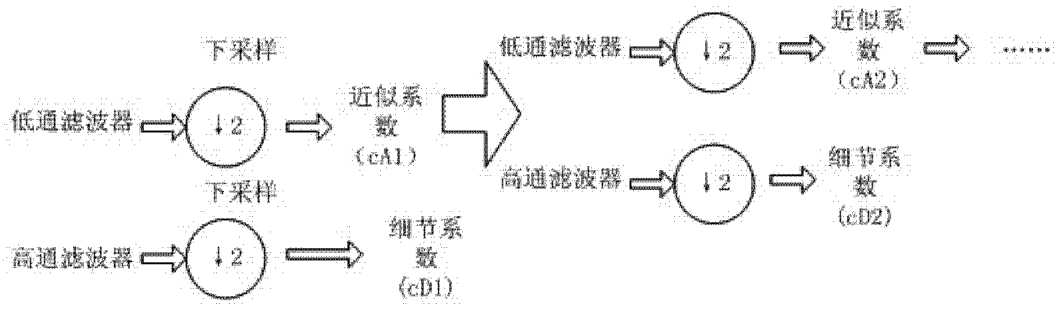 下采样
低通滤波器
↓2
近似系
数
(cA1)
下采样
高通滤波器
↓2
细节系
数
(cD1)
低通滤波器
↓2
近似系
数
(cA2)
……
高通滤波器
↓2
细节系
数
(cD2)